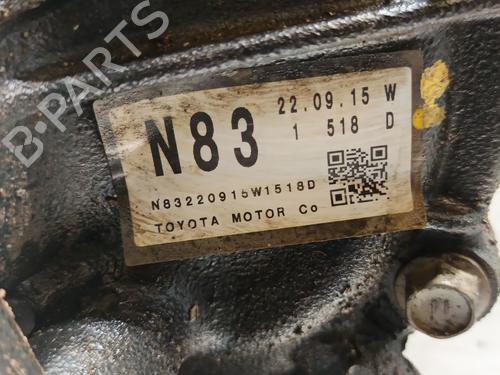 B-PARTS
N83
22.09.15 W
1 518 D
N83220915W1518D
TOYOTA MOTOR Co